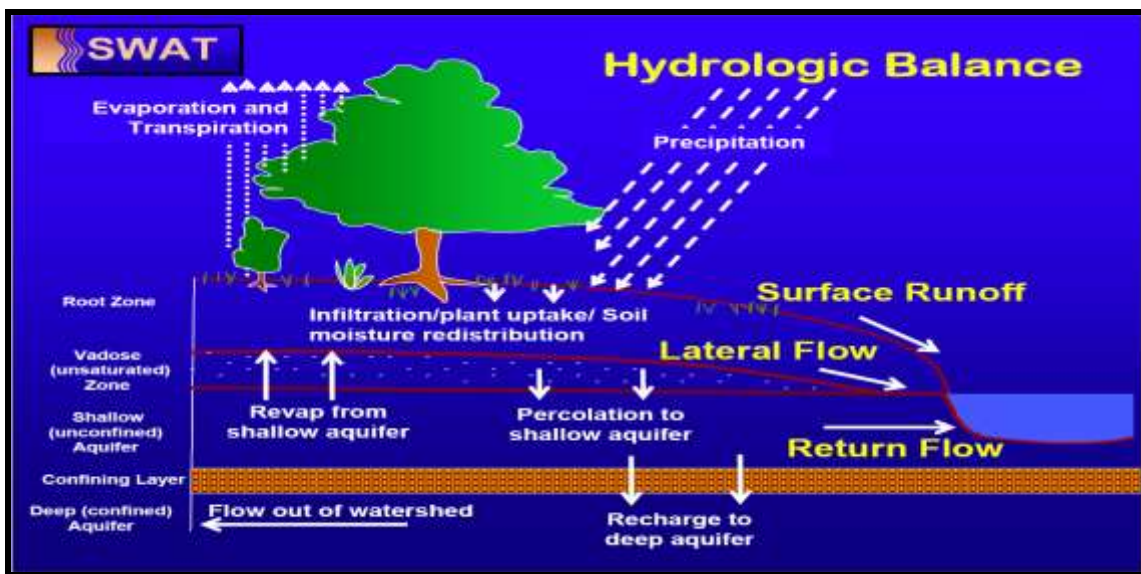 SWAT
Hydrologic Balance
Evaporation and
Transpiration
Precipitation
Root Zone
Surface Runoff
Infiltration/plant uptake/ Soil
moisture redistribution
Lateral Flow
Vadose
(unsaturated)
Zone
Revap from
shallow aquifer
Percolation to
shallow aquifer
Shallow
(unconfined)
Aquifer
Return Flow
Confining Layer
Deep (confined)
Aquifer
Flow out of watershed
Recharge to
deep aquifer